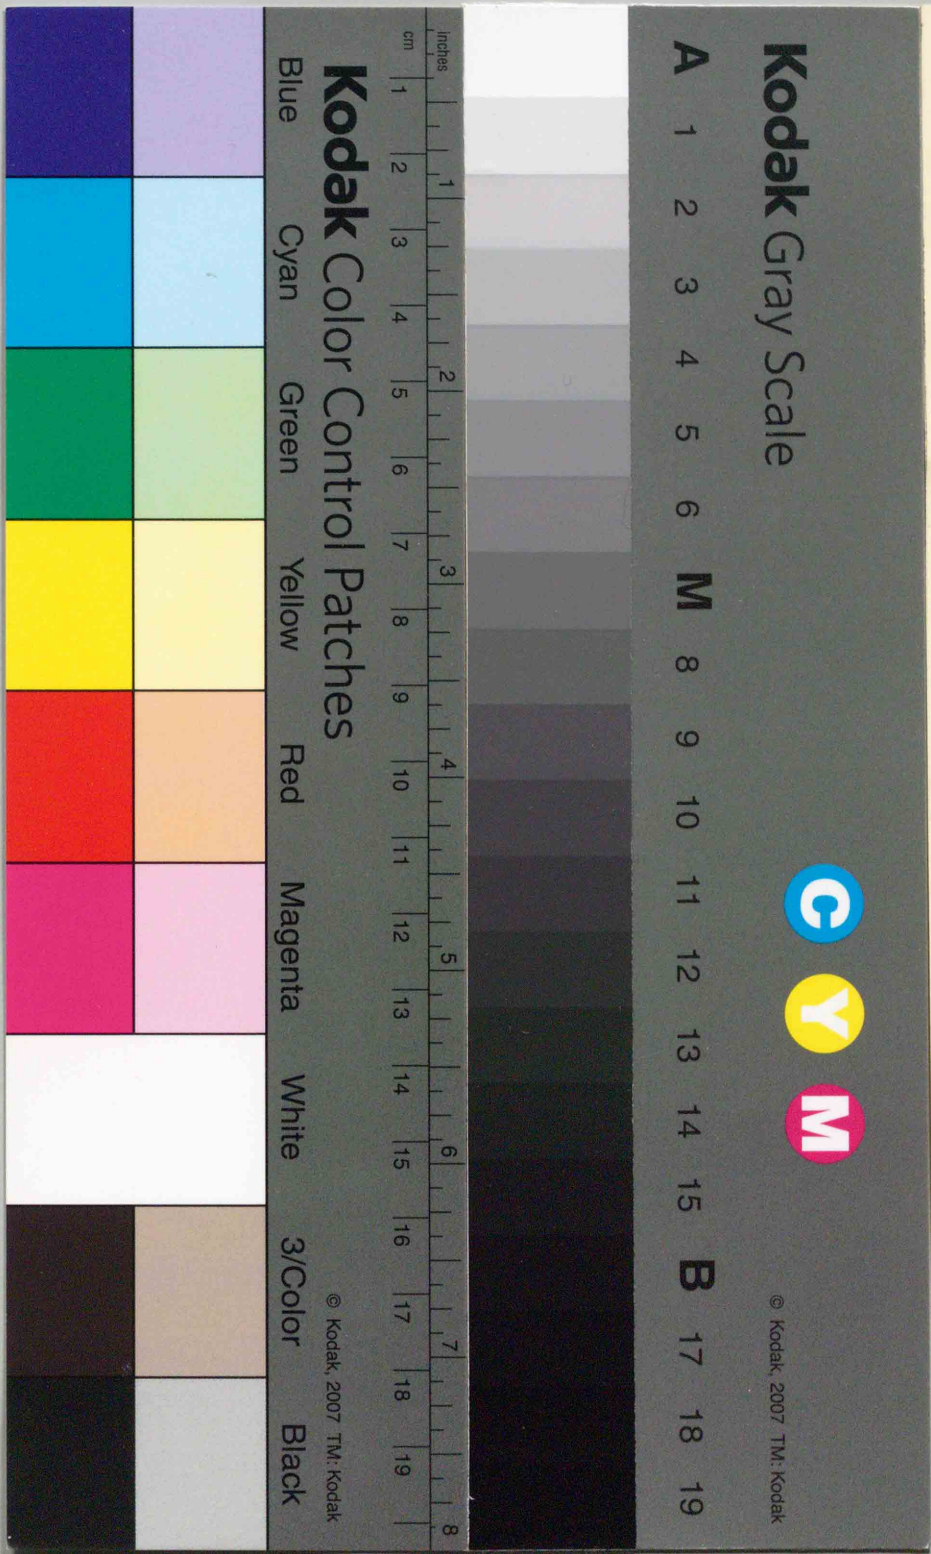 Kodak Gray Scale
C Y M
© Kodak, 2007 TM: Kodak
A 1 2 3 4 5 6 M 8 9 10 11 12 13 14 15 B 17 18 19
inches 1 2 3 4 5 6 7 8
cm 1 2 3 4 5 6 7 8 9 10 11 12 13 14 15 16 17 18 19
Kodak Color Control Patches
© Kodak, 2007 TM: Kodak
Blue Cyan Green Yellow Red Magenta White 3/Color Black